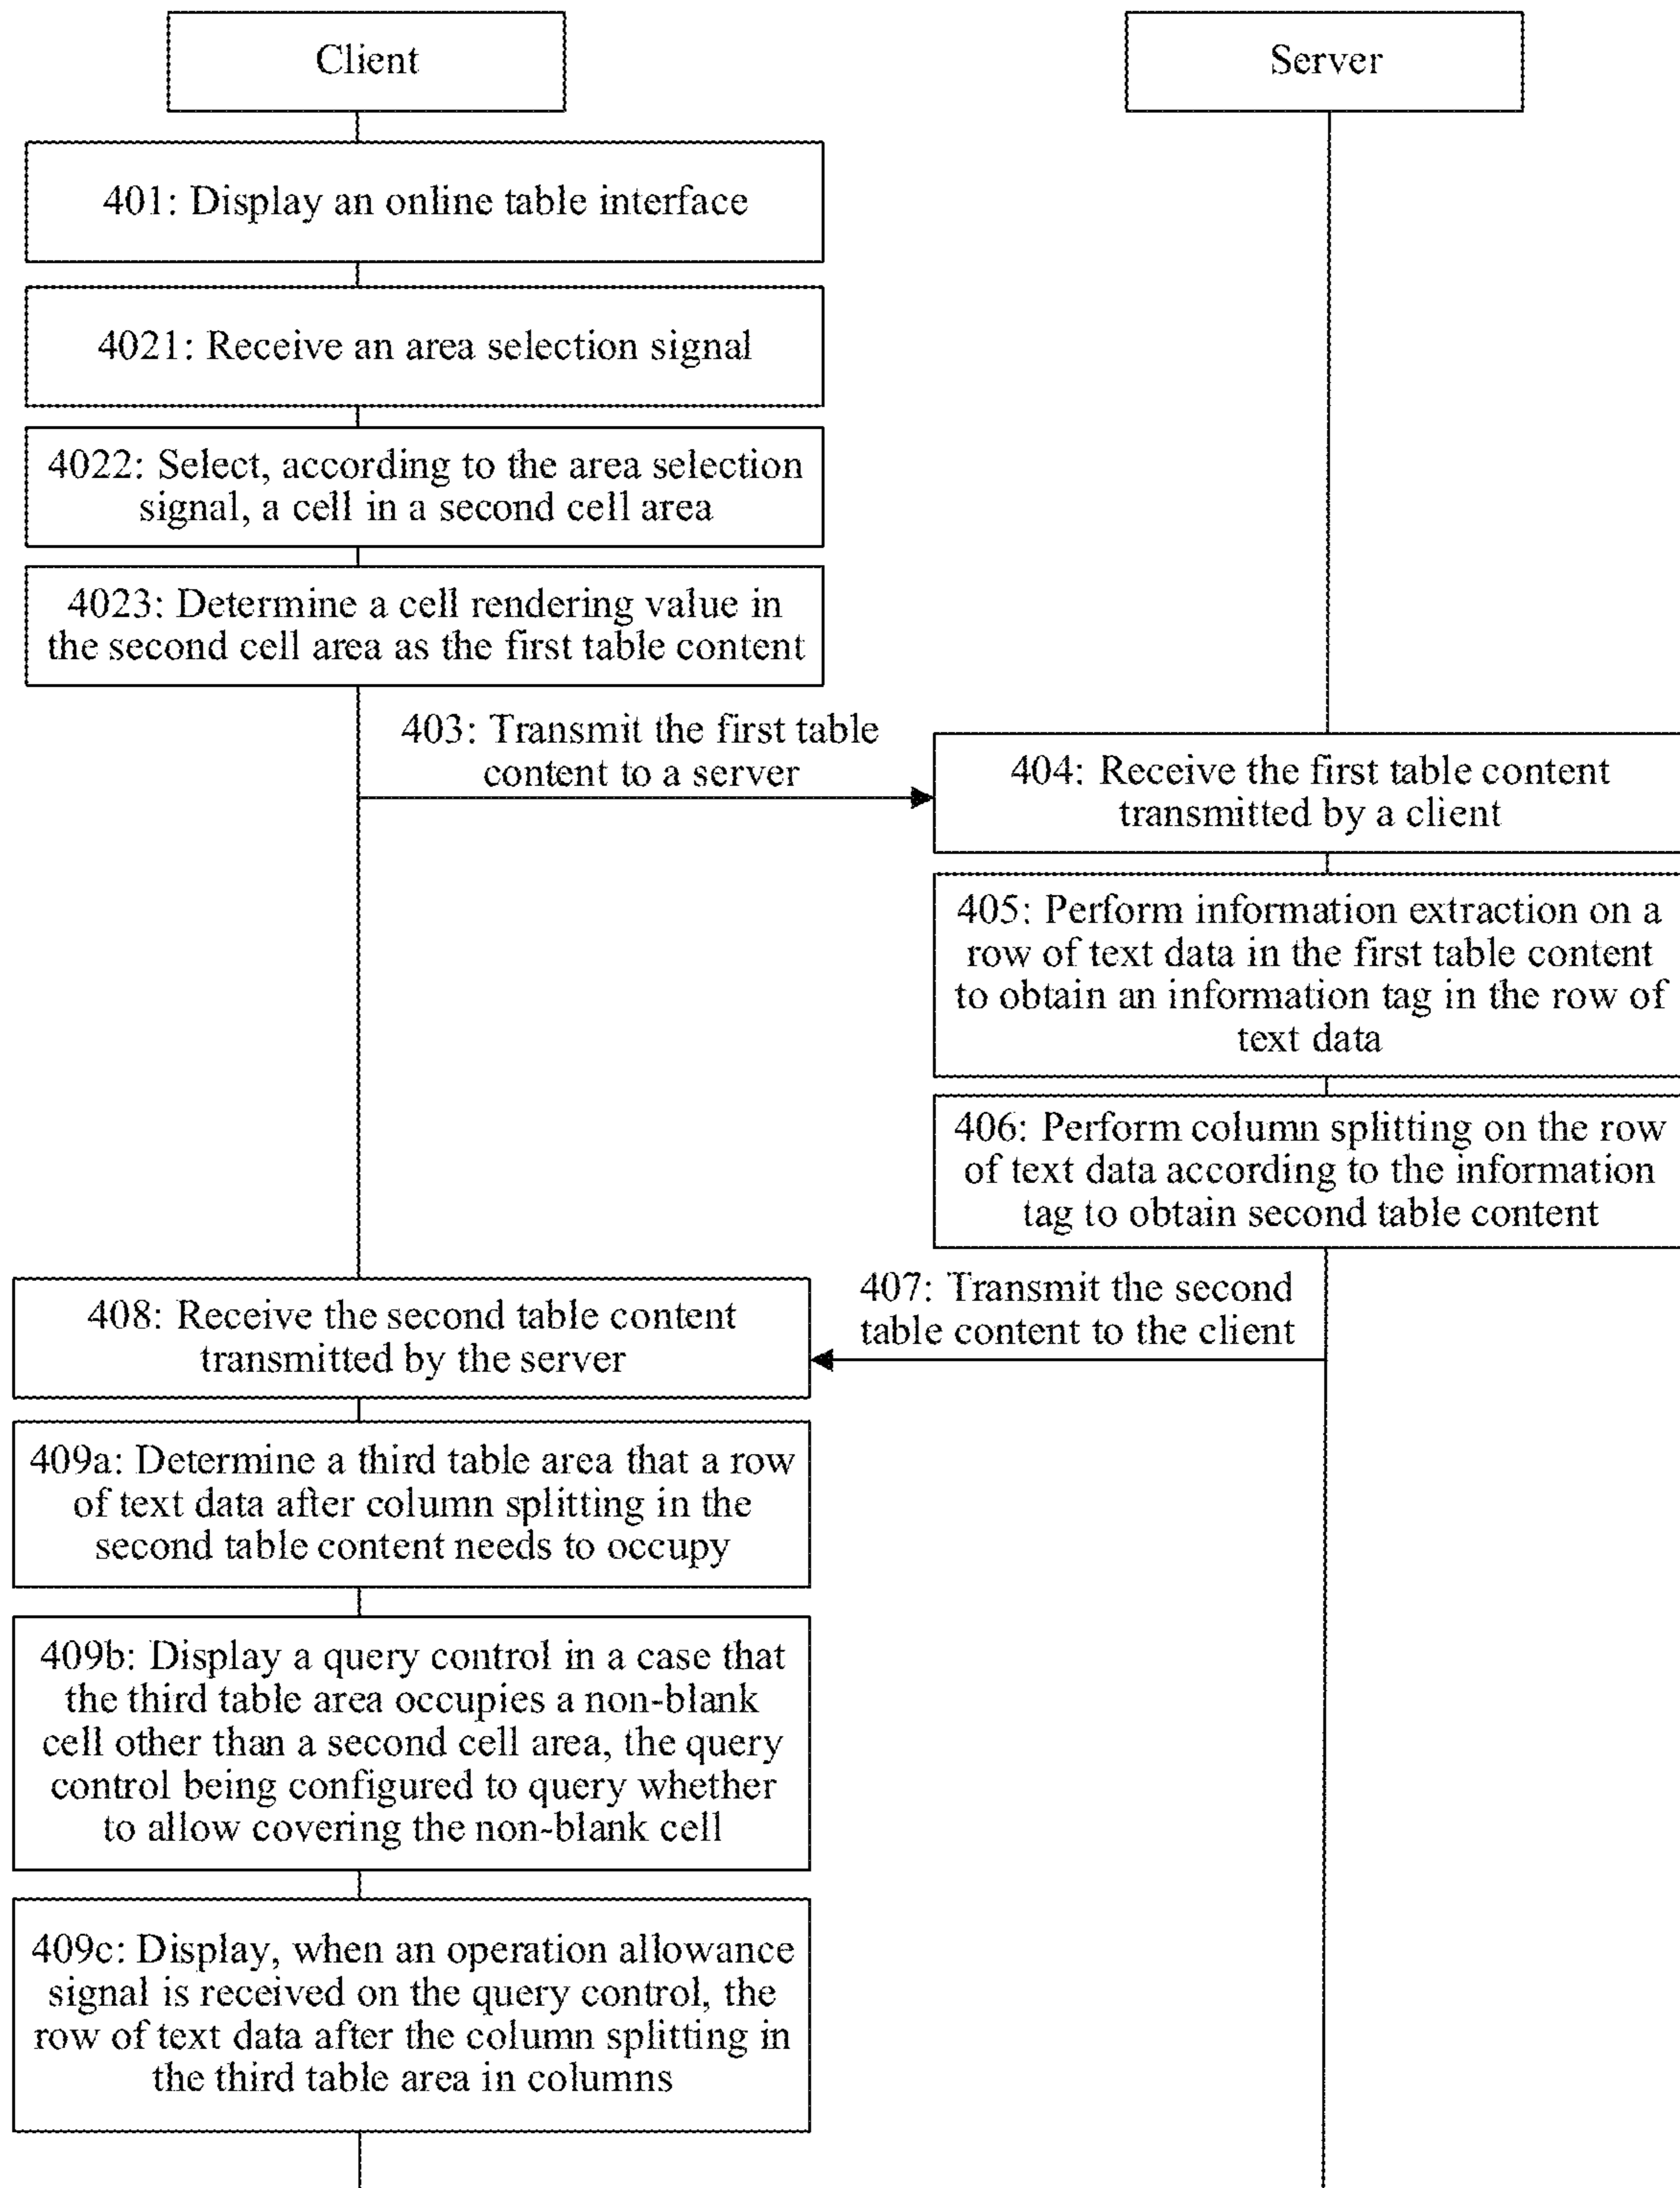 Client
Server
401: Display an online table interface
4021: Receive an area selection signal
4022: Select, according to the area selection
signal, a cell in a second cell area
4023: Determine a cell rendering value in
the second cell area as the first table content
403: Transmit the first table
content to a server
404: Receive the first table content
transmitted by a client
405: Perform information extraction on a
row of text data in the first table content
to obtain an information tag in the row of
text data
406: Perform column splitting on the row
of text data according to the information
tag to obtain second table content
407: Transmit the second
table content to the client
408: Receive the second table content
transmitted by the server
409a: Determine a third table area that a row
of text data after column splitting in the
second table content needs to occupy
409b: Display a query control in a case that
the third table area occupies a non-blank
cell other than a second cell area, the query
control being configured to query whether
to allow covering the non-blank cell
409c: Display, when an operation allowance
signal is received on the query control, the
row of text data after the column splitting in
the third table area in columns